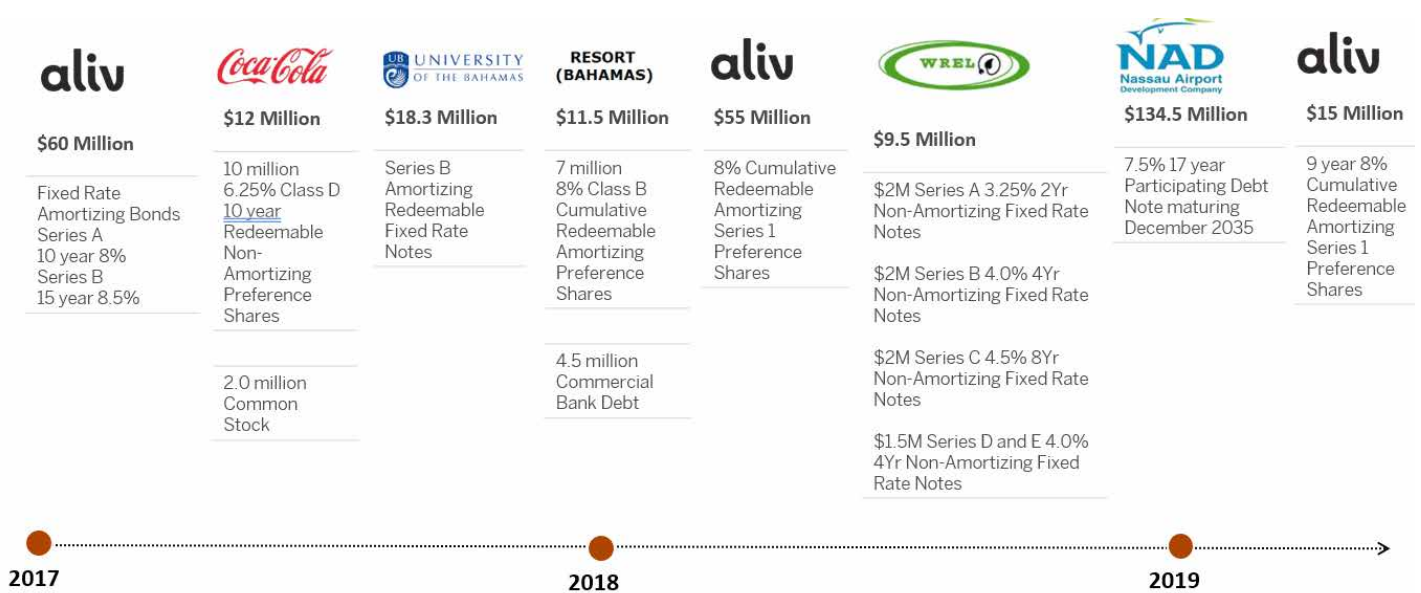 aliv
$60 Million
Fixed Rate
Amortizing Bonds
Series A
10 year 8%
Series B
15 year 8.5%
Coca-Cola
$12 Million
10 million
6.25% Class D
10 year
Redeemable
Non-
Amortizing
Preference
Shares
2.0 million
Common
Stock
UB
UNIVERSITY
OF THE BAHAMAS
$18.3 Million
Series B
Amortizing
Redeemable
Fixed Rate
Notes
RESORT
(BAHAMAS)
$11.5 Million
7 million
8% Class B
Cumulative
Redeemable
Amortizing
Preference
Shares
4.5 million
Commercial
Bank Debt
aliv
$55 Million
8% Cumulative
Redeemable
Amortizing
Series 1
Preference
Shares
WREL
$9.5 Million
$2M Series A 3.25% 2Yr
Non-Amortizing Fixed Rate
Notes
$2M Series B 4.0% 4Yr
Non-Amortizing Fixed Rate
Notes
$2M Series C 4.5% 8Yr
Non-Amortizing Fixed Rate
Notes
$1.5M Series D and E 4.0%
4Yr Non-Amortizing Fixed
Rate Notes
NAD
Nassau Airport
Development Company
$134.5 Million
7.5% 17 year
Participating Debt
Note maturing
December 2035
aliv
$15 Million
9 year 8%
Cumulative
Redeemable
Amortizing
Series 1
Preference
Shares
2017
2018
2019